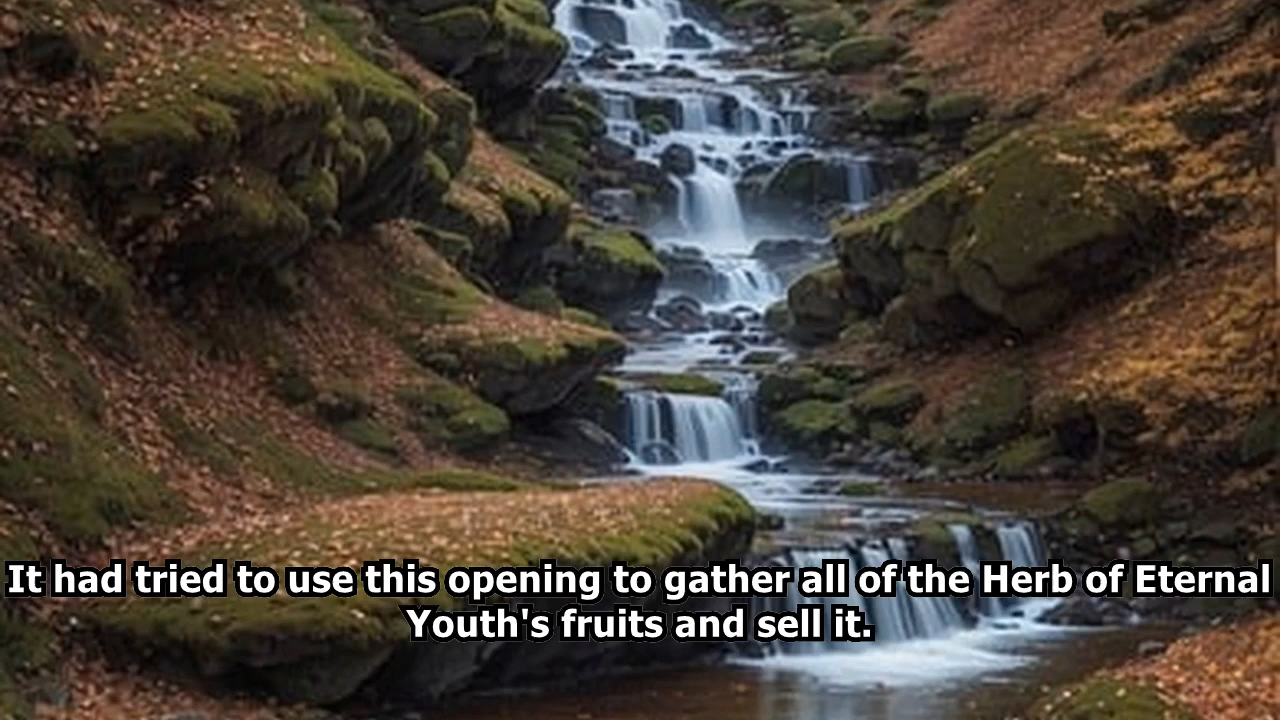 It had tried to use this opening to gather all of the Herb of Eternal
Youth's fruits and sell it.